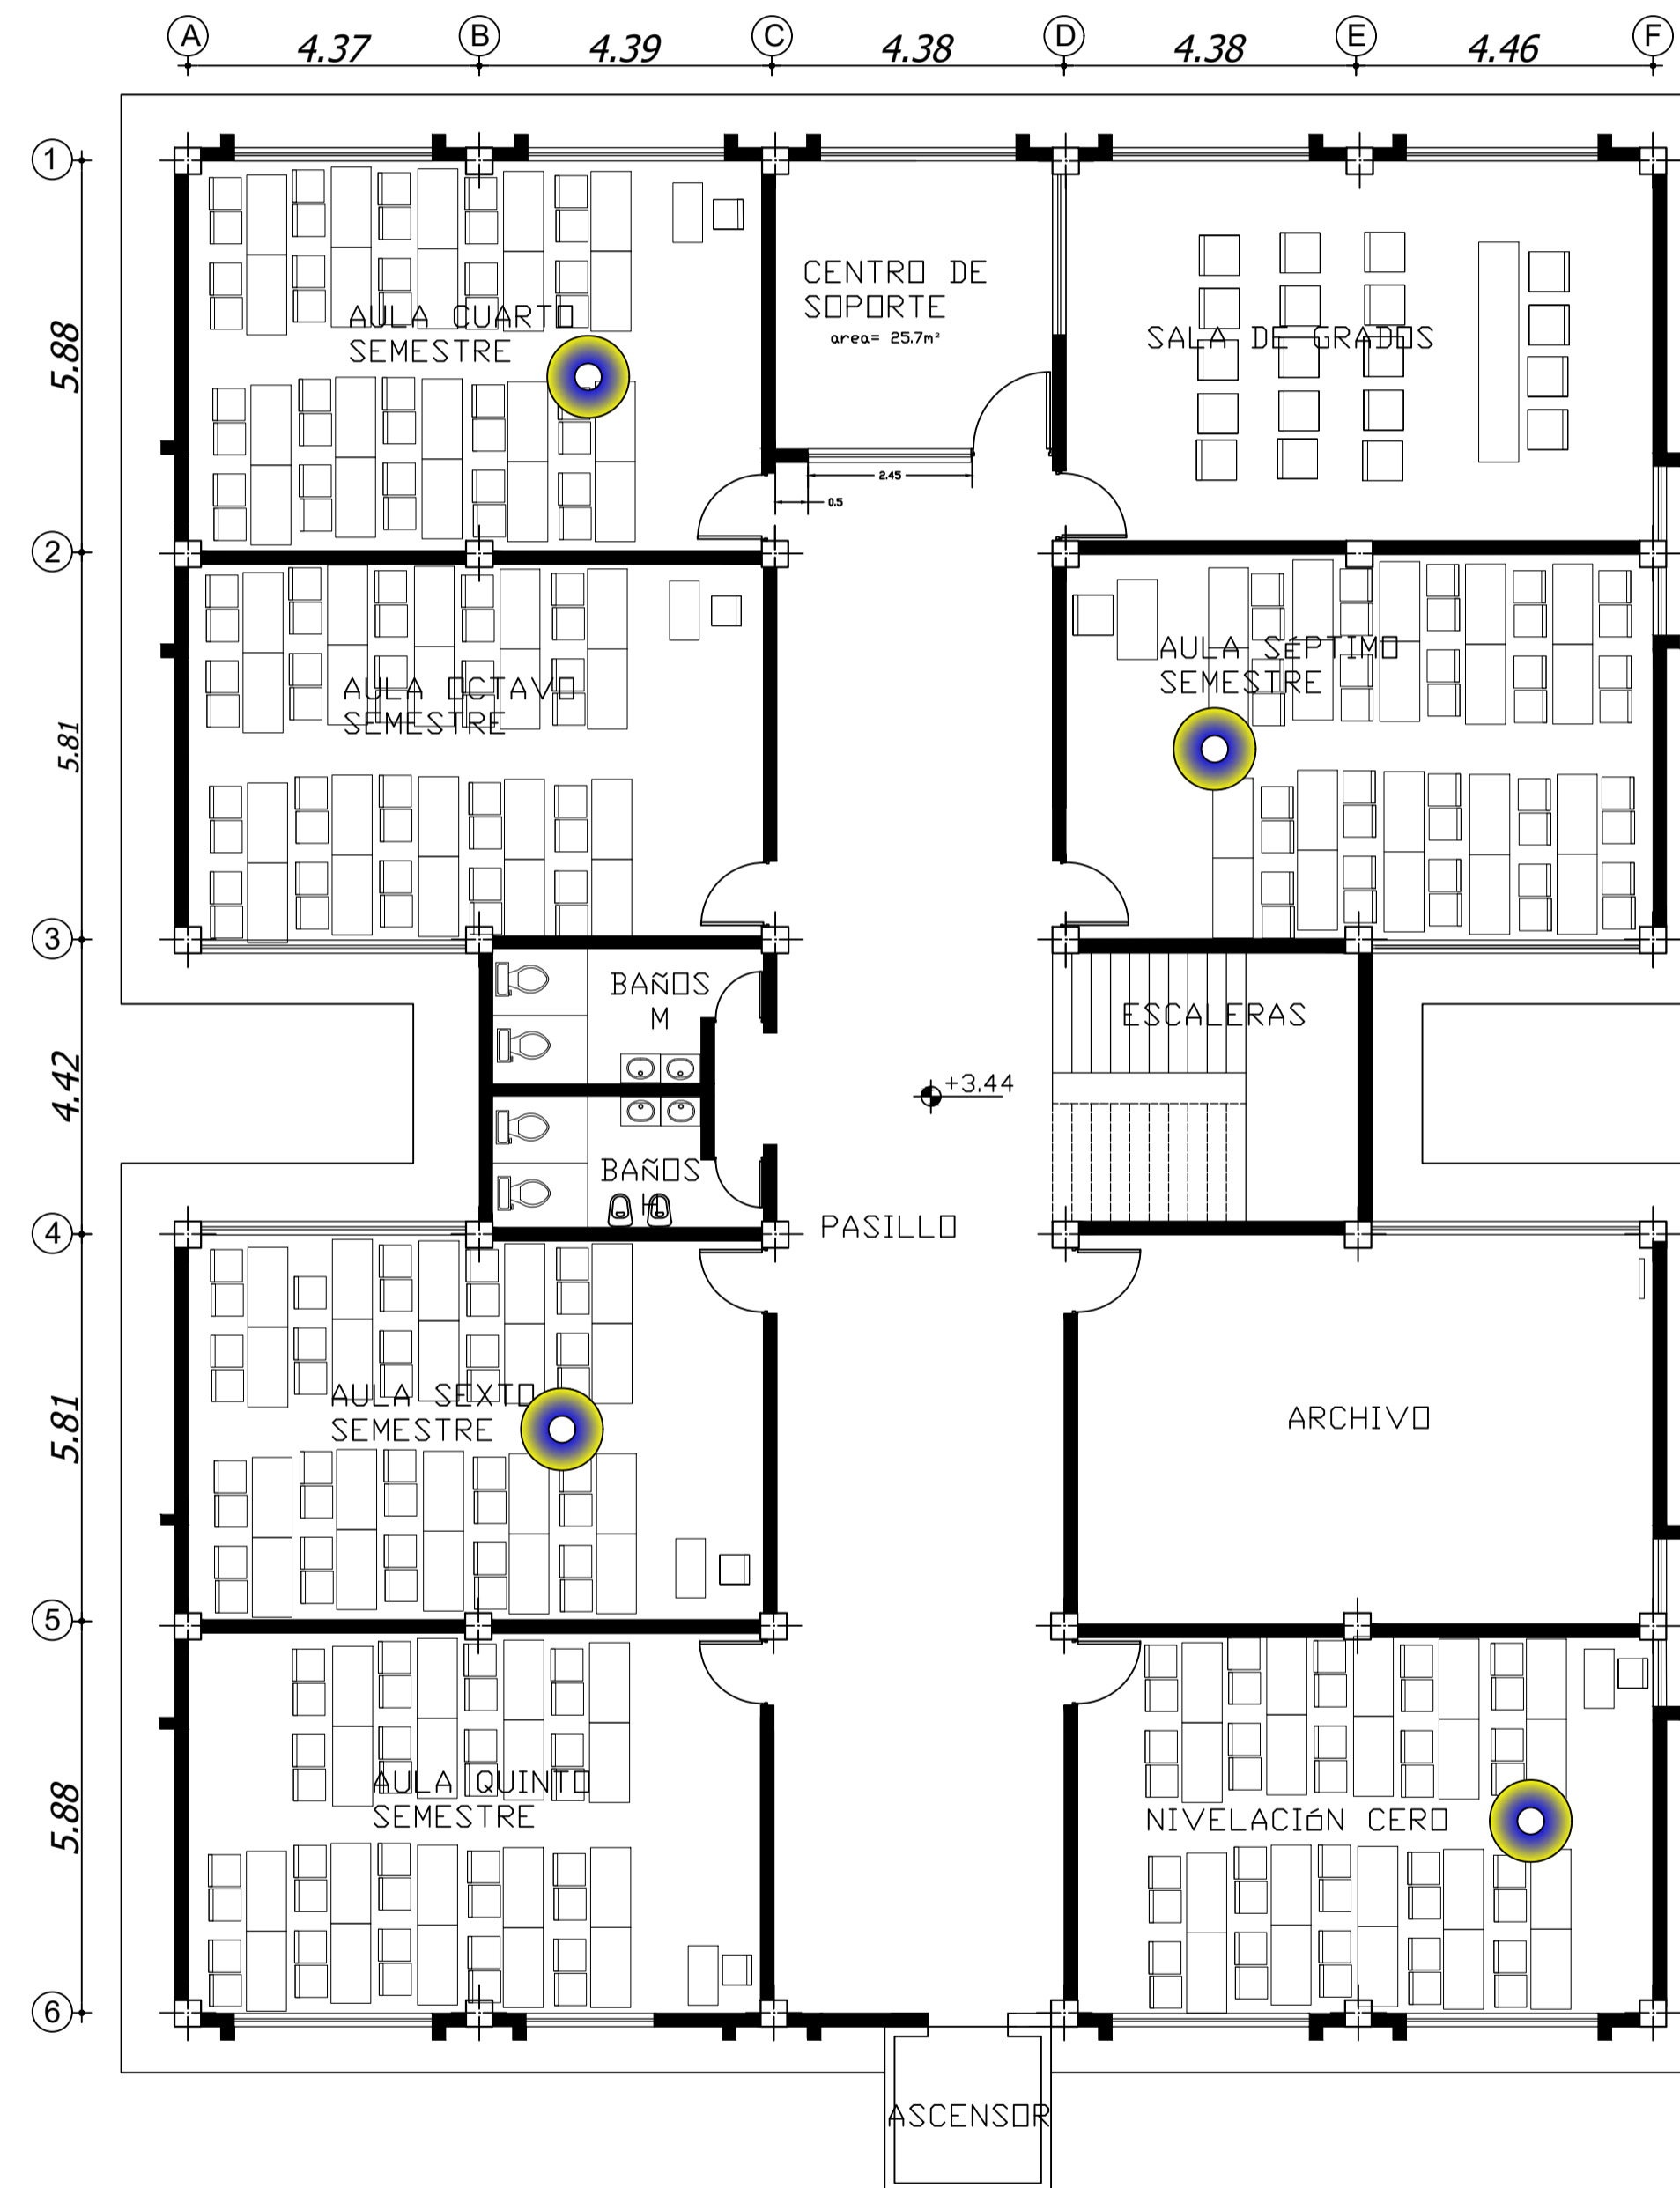 A B C D E F
4.37 4.39 4.38 4.38 4.46
1
5.88
2
5.81
3
4.42
4
5.81
5
5.88
6
AULA CUARTO
SEMESTRE
CENTRO DE
SOPORTE
area= 25.7m²
2.45
0.5
SALA DE GRADOS
AULA OCTAVO
SEMESTRE
AULA SéPTIMO
SEMESTRE
BAÑOS
M
ESCALERAS
+3.44
BAñOS
H
PASILLO
AULA SEXTO
SEMESTRE
ARCHIVO
AULA QUINTO
SEMESTRE
NIVELACIóN CERO
ASCENSOR